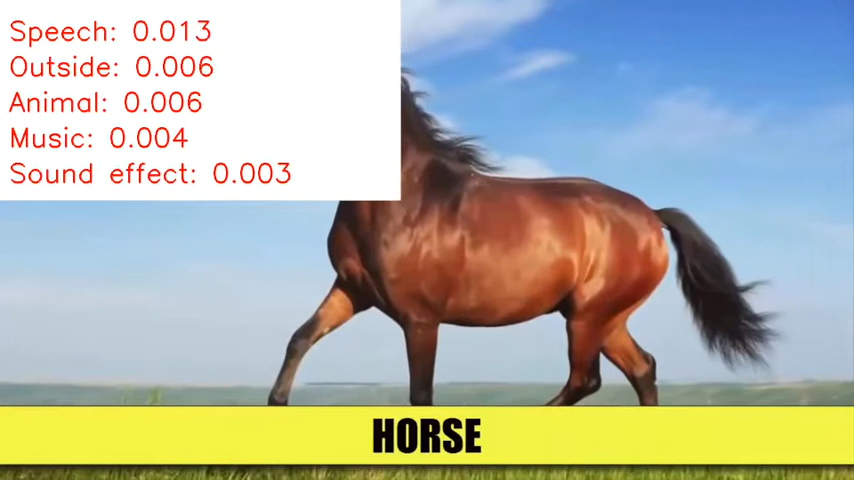 Speech: 0.013
Outside: 0.006
Animal: 0.006
Music: 0.004
Sound effect: 0.003
HORSE